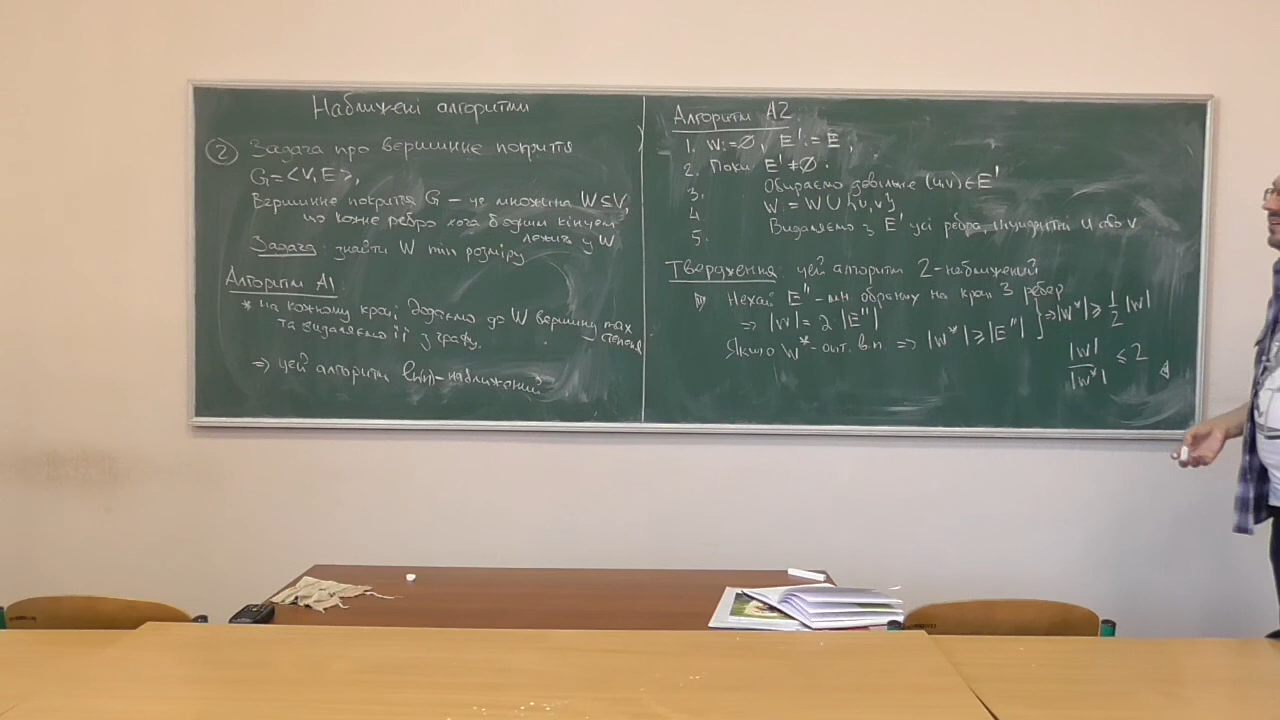 Наближені алгоритми
② Задача про вершинне покриття
G = <V, E>,
Вершинне покриття G – це множина W ⊆ V,
що кожне ребро хоча б одним кінцем
лежить у W
Задача: знайти W min розміру
Алгоритм A1:
* на кожному кроці додаємо до W вершину max степеня
та видаляємо її з графу.
⇒ цей алгоритм ln(n)-наближений
Алгоритм A2:
1. W := ∅, E' := E,
2. Поки E' ≠ ∅:
3. Обираємо довільне (u,v) ∈ E'
4. W := W ∪ {u,v}
5. Видаляємо з E' усі ребра, інцидентні u або v
Твердження: цей алгоритм 2-наближений
▷ Нехай E'' – мн обраних на кроці 3 ребер
⇒ |W| = 2 |E''|
Якщо W* – опт. в.п ⇒ |W*| ≥ |E''| } ⇒ |W*| ≥ 1/2 |W|
|W|/|W*| ≤ 2 ◁